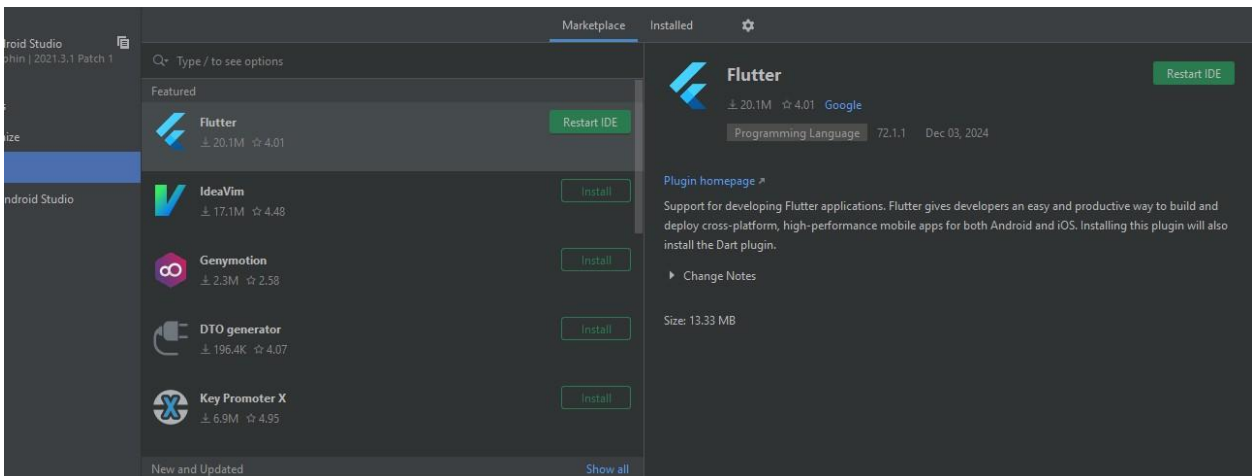 Marketplace Installed
droid Studio
phin | 2021.3.1 Patch 1
ize
ndroid Studio
Type / to see options
Featured
Flutter
20.1M 4.01
Restart IDE
IdeaVim
17.1M 4.48
Install
Genymotion
2.3M 2.58
Install
DTO generator
196.4K 4.07
Install
Key Promoter X
6.9M 4.95
Install
New and Updated Show all
Flutter
Restart IDE
20.1M 4.01 Google
Programming Language 72.1.1 Dec 03, 2024
Plugin homepage
Support for developing Flutter applications. Flutter gives developers an easy and productive way to build and
deploy cross-platform, high-performance mobile apps for both Android and iOS. Installing this plugin will also
install the Dart plugin.
Change Notes
Size: 13.33 MB